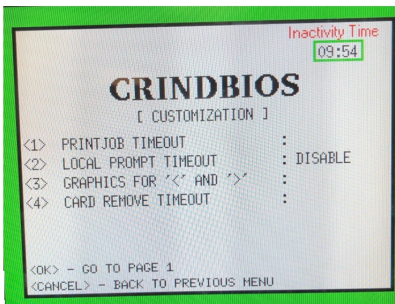 Inactivity Time
09:54
CRINDBIOS
[ CUSTOMIZATION ]
<1> PRINTJOB TIMEOUT :
<2> LOCAL PROMPT TIMEOUT : DISABLE
<3> GRAPHICS FOR '<' AND '>' :
<4> CARD REMOVE TIMEOUT :
<OK> - GO TO PAGE 1
<CANCEL> - BACK TO PREVIOUS MENU